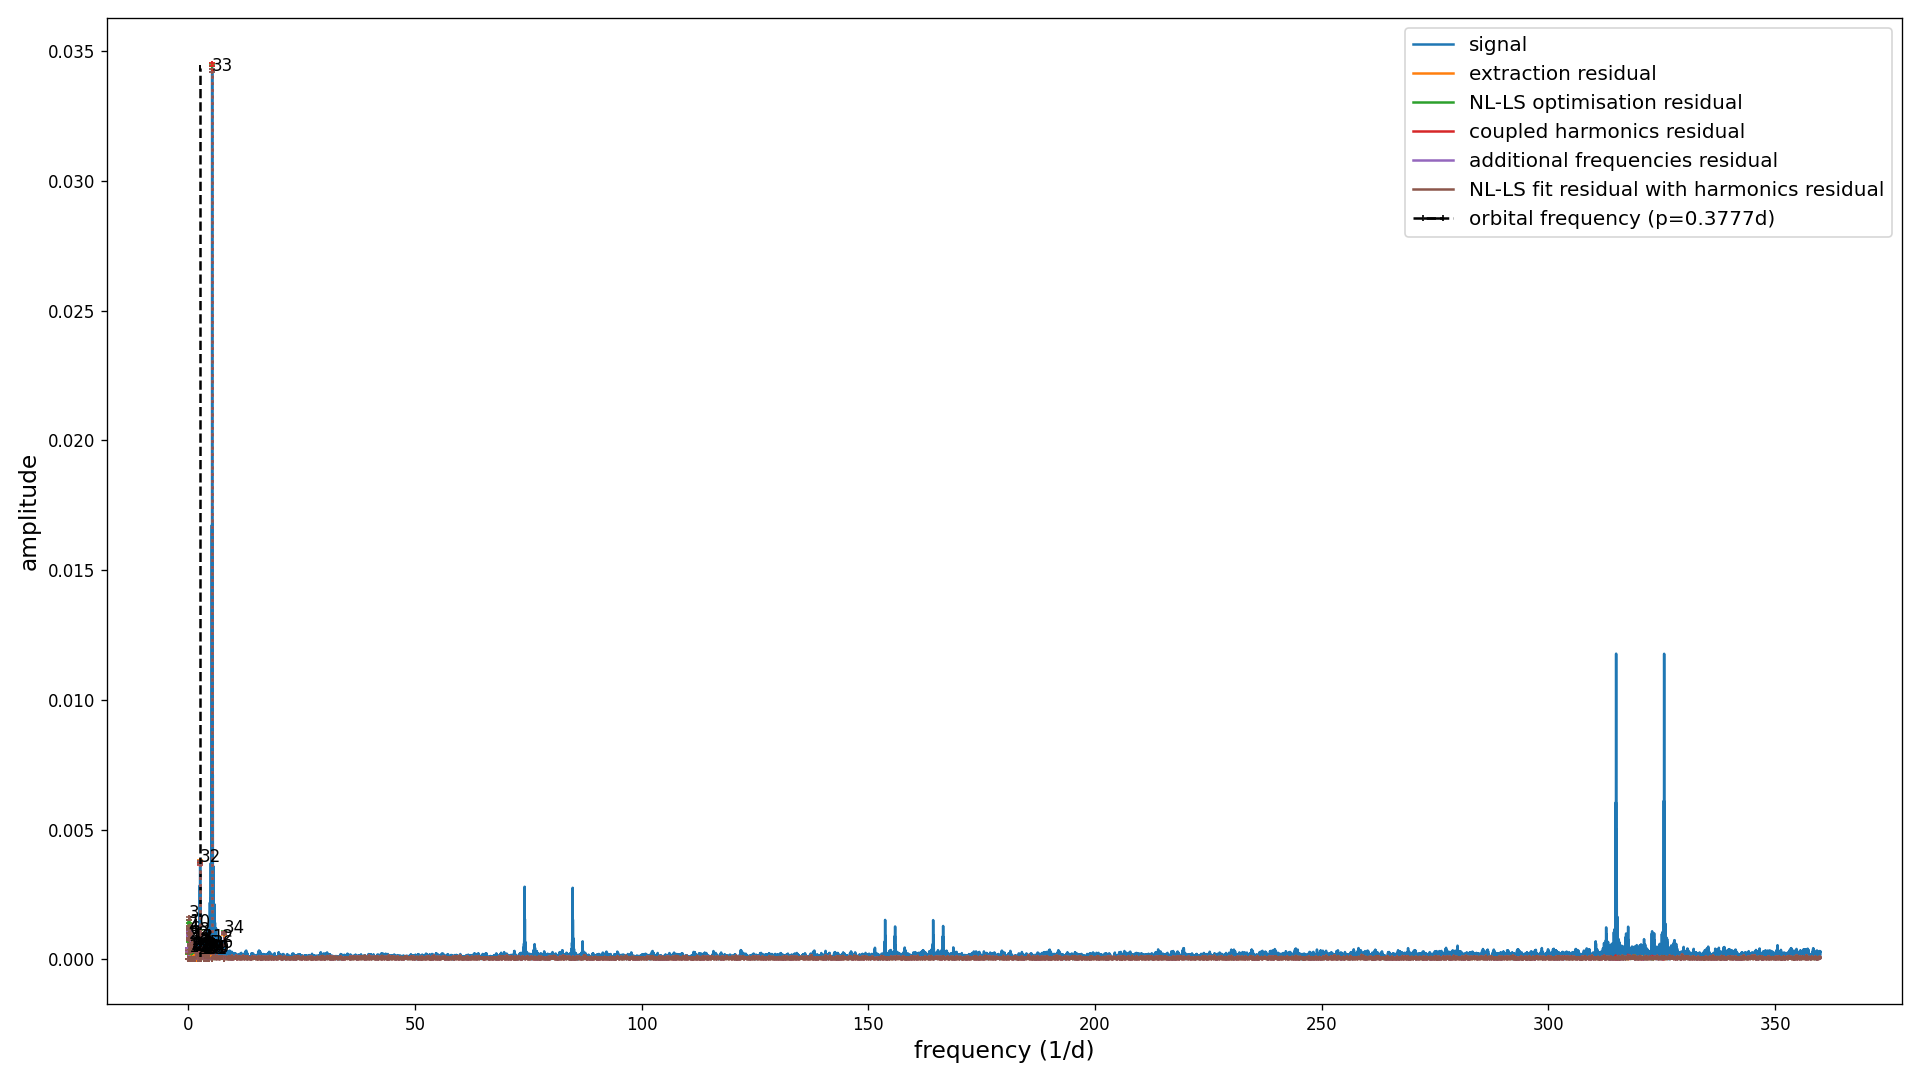 0.035
0.030
0.025
0.020
0.015
0.010
0.005
0.000
amplitude
33
32
34
signal
extraction residual
NL-LS optimisation residual
coupled harmonics residual
additional frequencies residual
NL-LS fit residual with harmonics residual
orbital frequency (p=0.3777d)
0
50
100
150
200
250
300
350
frequency (1/d)